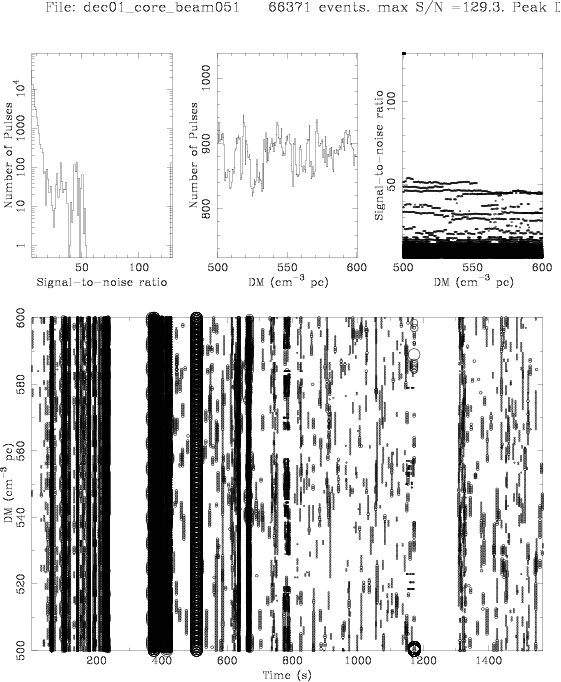 File: dec01_core_beam051 66371 events. max S/N =129.3. Peak D
Number of Pulses
1 10 100 1000 10⁴
50 100
Signal-to-noise ratio
Number of Pulses
800 900 1000
500 550 600
DM (cm⁻³ pc)
Signal-to-noise ratio
50 100
500 550 600
DM (cm⁻³ pc)
DM (cm⁻³ pc)
500 520 540 560 580 600
200 400 600 800 1000 1200 1400
Time (s)